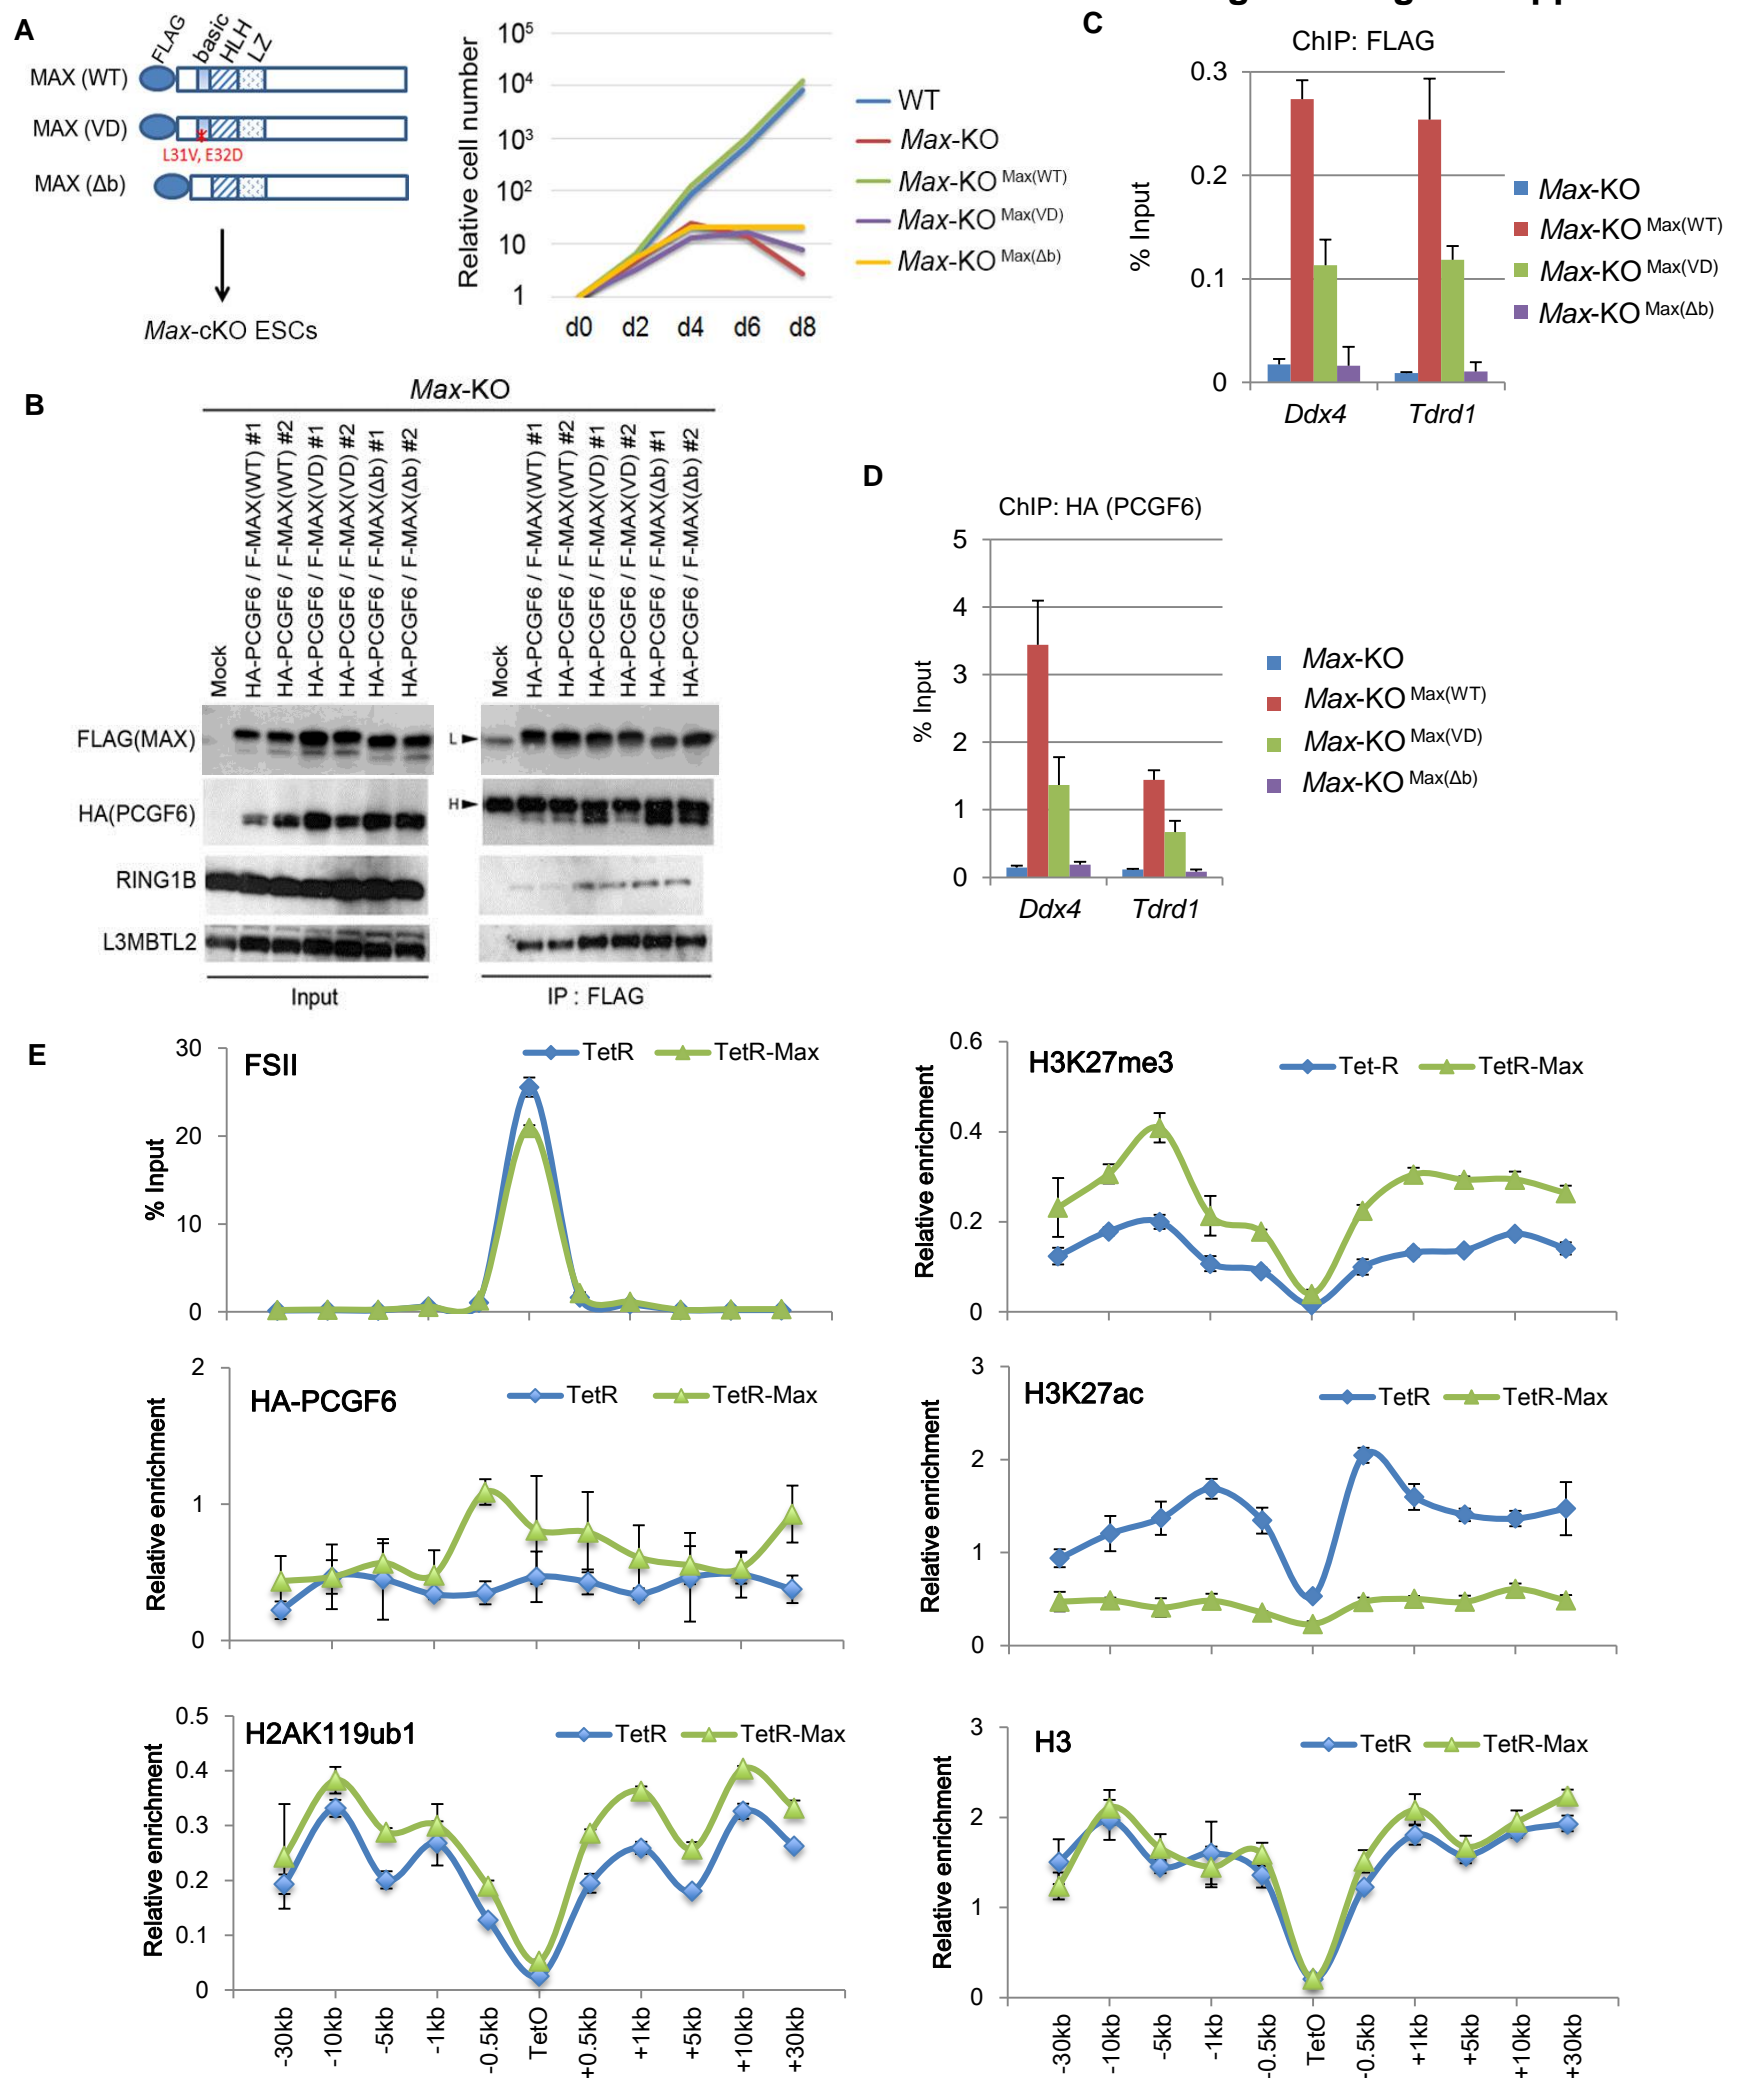 A
FLAG
basic
HLH
LZ
MAX (WT)
MAX (VD)
L31V, E32D
MAX (Δb)
Max-cKO ESCs
Relative cell number
10⁵
10⁴
10³
10²
10
1
d0 d2 d4 d6 d8
WT
Max-KO
Max-KO Max(WT)
Max-KO Max(VD)
Max-KO Max(Δb)
C
ChIP: FLAG
% Input
0.3
0.2
0.1
0
Ddx4 Tdrd1
Max-KO
Max-KO Max(WT)
Max-KO Max(VD)
Max-KO Max(Δb)
B
Max-KO
Mock
HA-PCGF6 / F-MAX(WT) #1
HA-PCGF6 / F-MAX(WT) #2
HA-PCGF6 / F-MAX(VD) #1
HA-PCGF6 / F-MAX(VD) #2
HA-PCGF6 / F-MAX(Δb) #1
HA-PCGF6 / F-MAX(Δb) #2
Mock
HA-PCGF6 / F-MAX(WT) #1
HA-PCGF6 / F-MAX(WT) #2
HA-PCGF6 / F-MAX(VD) #1
HA-PCGF6 / F-MAX(VD) #2
HA-PCGF6 / F-MAX(Δb) #1
HA-PCGF6 / F-MAX(Δb) #2
FLAG(MAX)
L
HA(PCGF6)
H
RING1B
L3MBTL2
Input
IP : FLAG
D
ChIP: HA (PCGF6)
% Input
5
4
3
2
1
0
Ddx4 Tdrd1
Max-KO
Max-KO Max(WT)
Max-KO Max(VD)
Max-KO Max(Δb)
E
FSII
TetR TetR-Max
% Input
30
20
10
0
H3K27me3
Tet-R TetR-Max
Relative enrichment
0.6
0.4
0.2
0
HA-PCGF6
TetR TetR-Max
Relative enrichment
2
1
0
H3K27ac
TetR TetR-Max
Relative enrichment
3
2
1
0
H2AK119ub1
TetR TetR-Max
Relative enrichment
0.5
0.4
0.3
0.2
0.1
0
-30kb -10kb -5kb -1kb -0.5kb TetO +0.5kb +1kb +5kb +10kb +30kb
H3
TetR TetR-Max
Relative enrichment
3
2
1
0
-30kb -10kb -5kb -1kb -0.5kb TetO -0.5kb +1kb +5kb +10kb +30kb